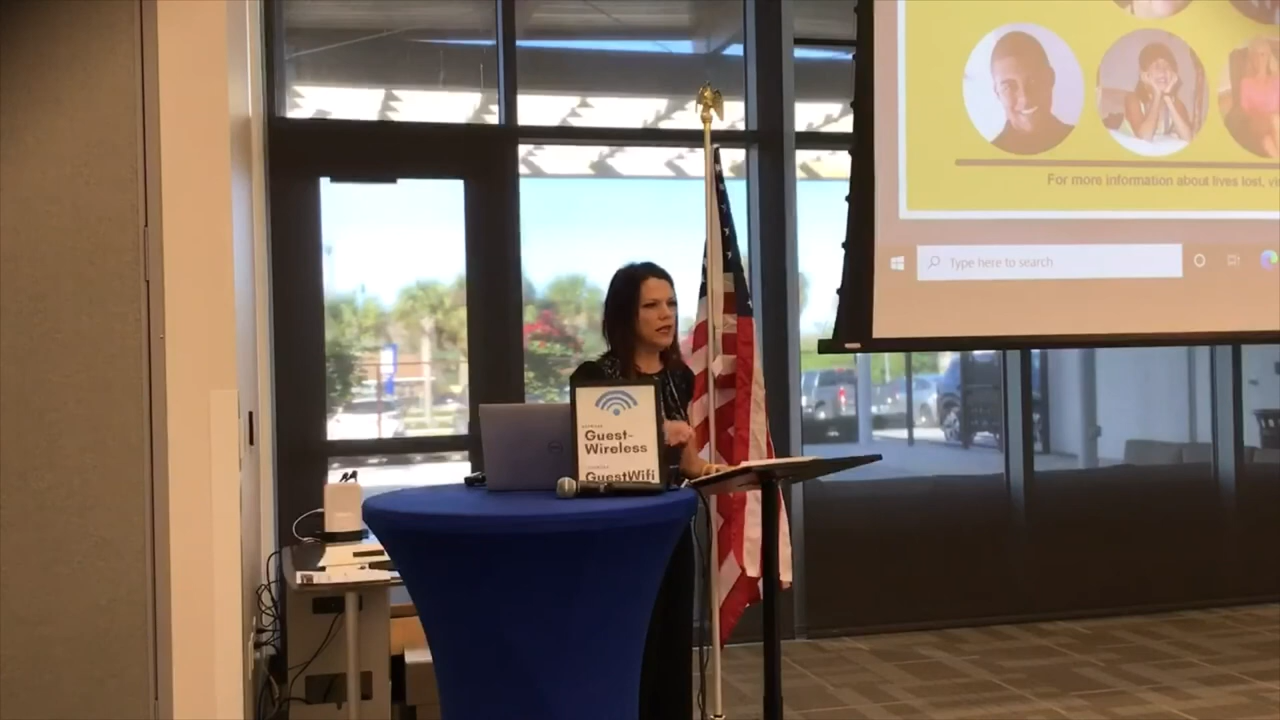 For more information about lives lost, vi
Type here to search
Guest-
Wireless
GuestWifi